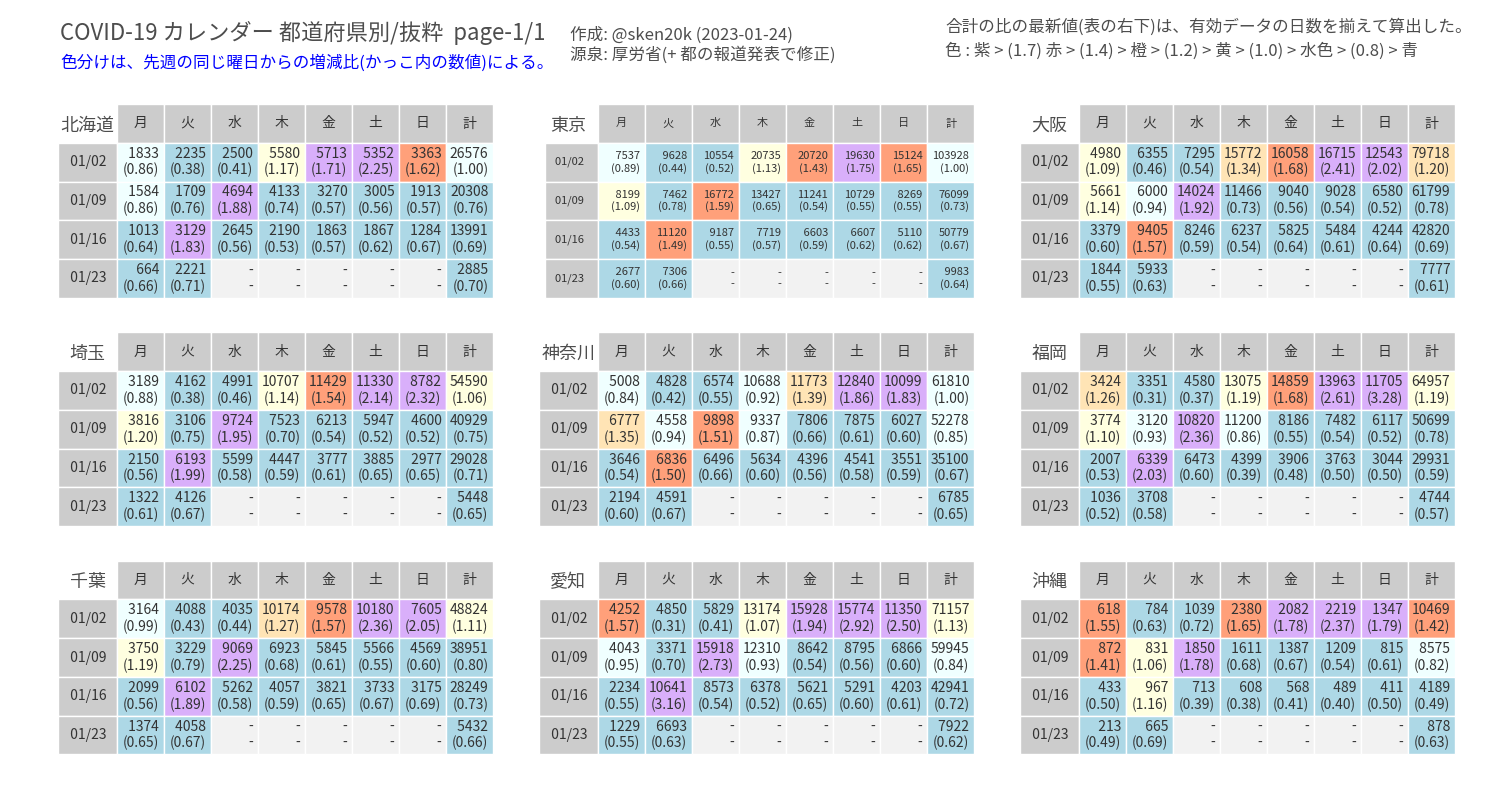 COVID-19 カレンダー 都道府県別/抜粋 page-1/1
色分けは、先週の同じ曜日からの増減比(かっこ内の数値)による。
作成: @sken20k (2023-01-24)
源泉: 厚労省(+ 都の報道発表で修正)
合計の比の最新値(表の右下)は、有効データの日数を揃えて算出した。
色 : 紫 > (1.7) 赤 > (1.4) 橙 > (1.2) > 黄 > (1.0) > 水色 > (0.8) > 青
北海道 月 火 水 木 金 土 日 計
01/02 1833 2235 2500 5580 5713 5352 3363 26576
(0.86) (0.38) (0.41) (1.17) (1.71) (2.25) (1.62) (1.00)
01/09 1584 1709 4694 4133 3270 3005 1913 20308
(0.86) (0.76) (1.88) (0.74) (0.57) (0.56) (0.57) (0.76)
01/16 1013 3129 2645 2190 1863 1867 1284 13991
(0.64) (1.83) (0.56) (0.53) (0.57) (0.62) (0.67) (0.69)
01/23 664 2221 - - - - - 2885
(0.66) (0.71) - - - - - (0.70)
東京 月 火 水 木 金 土 日 計
01/02 7537 9628 10554 20735 20720 19630 15124 103928
(0.89) (0.44) (0.52) (1.13) (1.43) (1.75) (1.65) (1.00)
01/09 8199 7462 16772 13427 11241 10729 8269 76099
(1.09) (0.78) (1.59) (0.65) (0.54) (0.55) (0.55) (0.73)
01/16 4433 11120 9187 7719 6603 6607 5110 50779
(0.54) (1.49) (0.55) (0.57) (0.59) (0.62) (0.62) (0.67)
01/23 2677 7306 - - - - - 9983
(0.60) (0.66) - - - - - (0.64)
大阪 月 火 水 木 金 土 日 計
01/02 4980 6355 7295 15772 16058 16715 12543 79718
(1.09) (0.46) (0.54) (1.34) (1.68) (2.41) (2.02) (1.20)
01/09 5661 6000 14024 11466 9040 9028 6580 61799
(1.14) (0.94) (1.92) (0.73) (0.56) (0.54) (0.52) (0.78)
01/16 3379 9405 8246 6237 5825 5484 4244 42820
(0.60) (1.57) (0.59) (0.54) (0.64) (0.61) (0.64) (0.69)
01/23 1844 5933 - - - - - 7777
(0.55) (0.63) - - - - - (0.61)
埼玉 月 火 水 木 金 土 日 計
01/02 3189 4162 4991 10707 11429 11330 8782 54590
(0.88) (0.38) (0.46) (1.14) (1.54) (2.14) (2.32) (1.06)
01/09 3816 3106 9724 7523 6213 5947 4600 40929
(1.20) (0.75) (1.95) (0.70) (0.54) (0.52) (0.52) (0.75)
01/16 2150 6193 5599 4447 3777 3885 2977 29028
(0.56) (1.99) (0.58) (0.59) (0.61) (0.65) (0.65) (0.71)
01/23 1322 4126 - - - - - 5448
(0.61) (0.67) - - - - - (0.65)
神奈川 月 火 水 木 金 土 日 計
01/02 5008 4828 6574 10688 11773 12840 10099 61810
(0.84) (0.42) (0.55) (0.92) (1.39) (1.86) (1.83) (1.00)
01/09 6777 4558 9898 9337 7806 7875 6027 52278
(1.35) (0.94) (1.51) (0.87) (0.66) (0.61) (0.60) (0.85)
01/16 3646 6836 6496 5634 4396 4541 3551 35100
(0.54) (1.50) (0.66) (0.60) (0.56) (0.58) (0.59) (0.67)
01/23 2194 4591 - - - - - 6785
(0.60) (0.67) - - - - - (0.65)
福岡 月 火 水 木 金 土 日 計
01/02 3424 3351 4580 13075 14859 13963 11705 64957
(1.26) (0.31) (0.37) (1.19) (1.68) (2.61) (3.28) (1.19)
01/09 3774 3120 10820 11200 8186 7482 6117 50699
(1.10) (0.93) (2.36) (0.86) (0.55) (0.54) (0.52) (0.78)
01/16 2007 6339 6473 4399 3906 3763 3044 29931
(0.53) (2.03) (0.60) (0.39) (0.48) (0.50) (0.50) (0.59)
01/23 1036 3708 - - - - - 4744
(0.52) (0.58) - - - - - (0.57)
千葉 月 火 水 木 金 土 日 計
01/02 3164 4088 4035 10174 9578 10180 7605 48824
(0.99) (0.43) (0.44) (1.27) (1.57) (2.36) (2.05) (1.11)
01/09 3750 3229 9069 6923 5845 5566 4569 38951
(1.19) (0.79) (2.25) (0.68) (0.61) (0.55) (0.60) (0.80)
01/16 2099 6102 5262 4057 3821 3733 3175 28249
(0.56) (1.89) (0.58) (0.59) (0.65) (0.67) (0.69) (0.73)
01/23 1374 4058 - - - - - 5432
(0.65) (0.67) - - - - - (0.66)
愛知 月 火 水 木 金 土 日 計
01/02 4252 4850 5829 13174 15928 15774 11350 71157
(1.57) (0.31) (0.41) (1.07) (1.94) (2.92) (2.50) (1.13)
01/09 4043 3371 15918 12310 8642 8795 6866 59945
(0.95) (0.70) (2.73) (0.93) (0.54) (0.56) (0.60) (0.84)
01/16 2234 10641 8573 6378 5621 5291 4203 42941
(0.55) (3.16) (0.54) (0.52) (0.65) (0.60) (0.61) (0.72)
01/23 1229 6693 - - - - - 7922
(0.55) (0.63) - - - - - (0.62)
沖縄 月 火 水 木 金 土 日 計
01/02 618 784 1039 2380 2082 2219 1347 10469
(1.55) (0.63) (0.72) (1.65) (1.78) (2.37) (1.79) (1.42)
01/09 872 831 1850 1611 1387 1209 815 8575
(1.41) (1.06) (1.78) (0.68) (0.67) (0.54) (0.61) (0.82)
01/16 433 967 713 608 568 489 411 4189
(0.50) (1.16) (0.39) (0.38) (0.41) (0.40) (0.50) (0.49)
01/23 213 665 - - - - - 878
(0.49) (0.69) - - - - - (0.63)